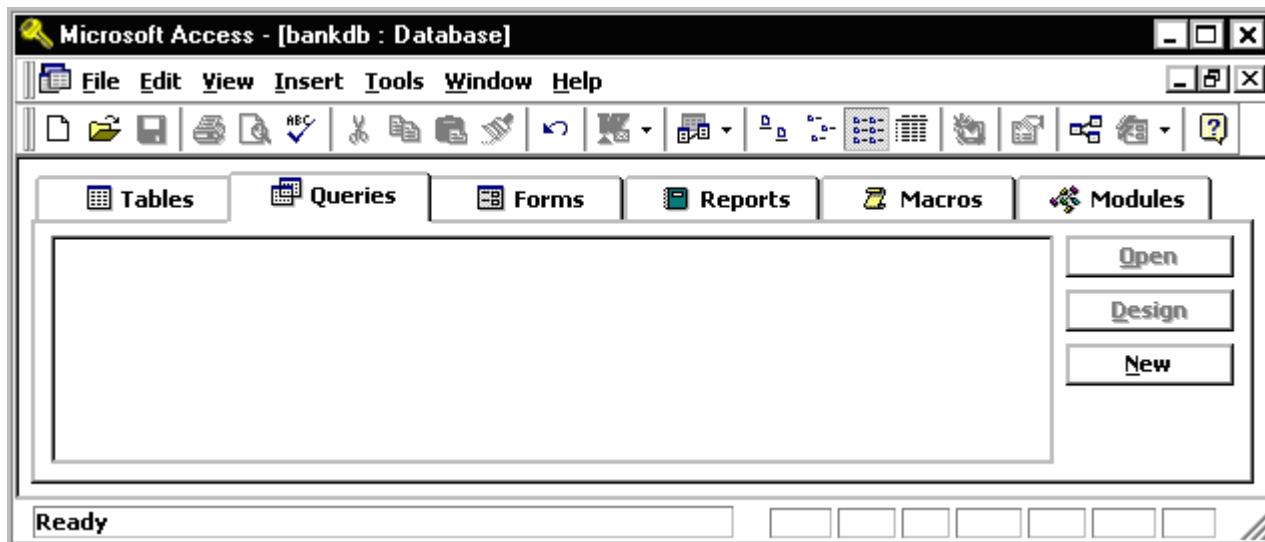 Microsoft Access - [bankdb : Database]
File Edit View Insert Tools Window Help
ABC
Tables Queries Forms Reports Macros Modules
Open
Design
New
Ready